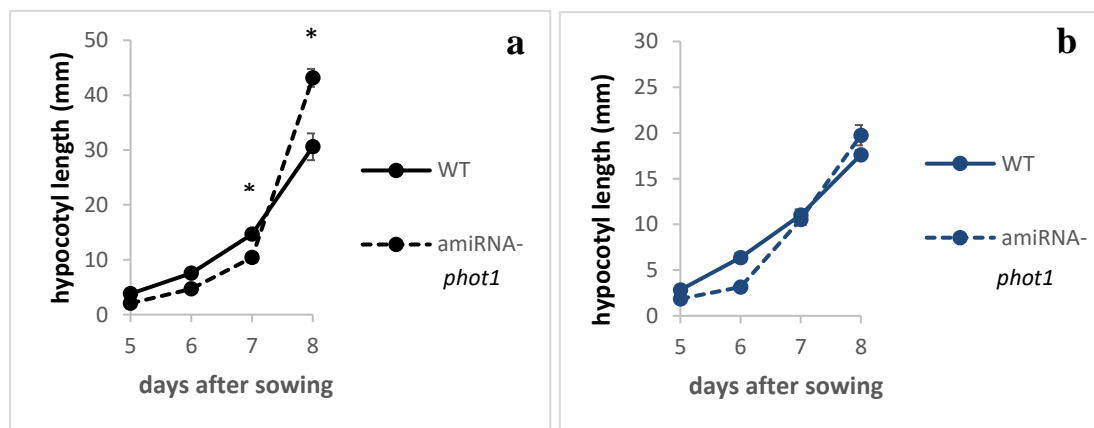 a
hypocotyl length (mm)
50
40
30
20
10
0
*
*
5 6 7 8
days after sowing
WT
amiRNA-
phot1
b
hypocotyl length (mm)
30
25
20
15
10
5
0
5 6 7 8
days after sowing
WT
amiRNA-
phot1